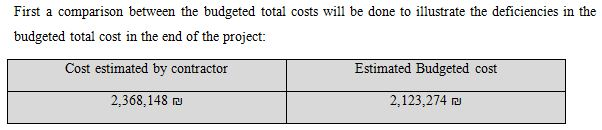 First a comparison between the budgeted total costs will be done to illustrate the deficiencies in the
budgeted total cost in the end of the project:
Cost estimated by contractor Estimated Budgeted cost
2,368,148 ₪ 2,123,274 ₪